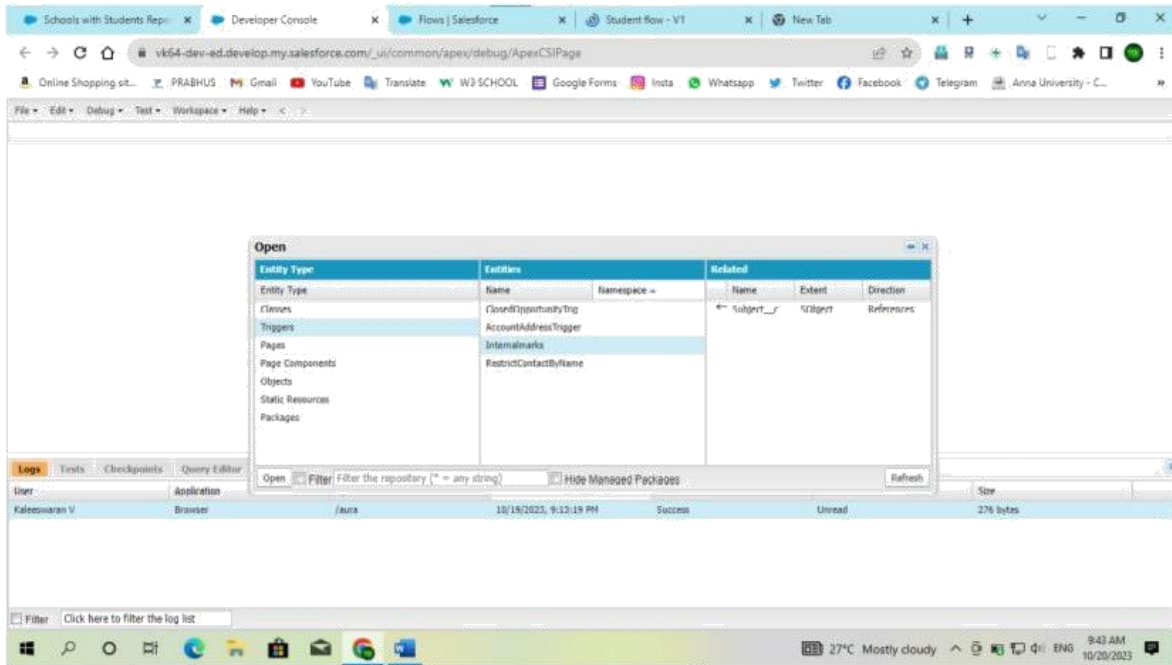 Schools with Students Repo Developer Console Flows | Salesforce Student flow - V1 New Tab
vk64-dev-ed.develop.my.salesforce.com/_ui/common/apex/debug/ApexCSIPage
Online Shopping sit... PRABHUS Gmail YouTube Translate W3 SCHOOL Google Forms Insta Whatsapp Twitter Facebook Telegram Anna University - C...
File Edit Debug Test Workspace Help < >
Open
Entity Type Entities Related
Entity Type Name Namespace Name Extent Direction
Classes ClosedOpportunityTrig Subject__c SObject References
Triggers AccountAddressTrigger
Pages Internalmarks
Page Components RestrictContactByName
Objects
Static Resources
Packages
Open Filter Filter the repository (* = any string) Hide Managed Packages Refresh
Logs Tests Checkpoints Query Editor
User Application Size
Kaleeswaran V Browser /aura 10/19/2023, 9:13:19 PM Success Unread 276 bytes
Filter Click here to filter the log list
27°C Mostly cloudy ENG 9:43 AM
10/20/2023